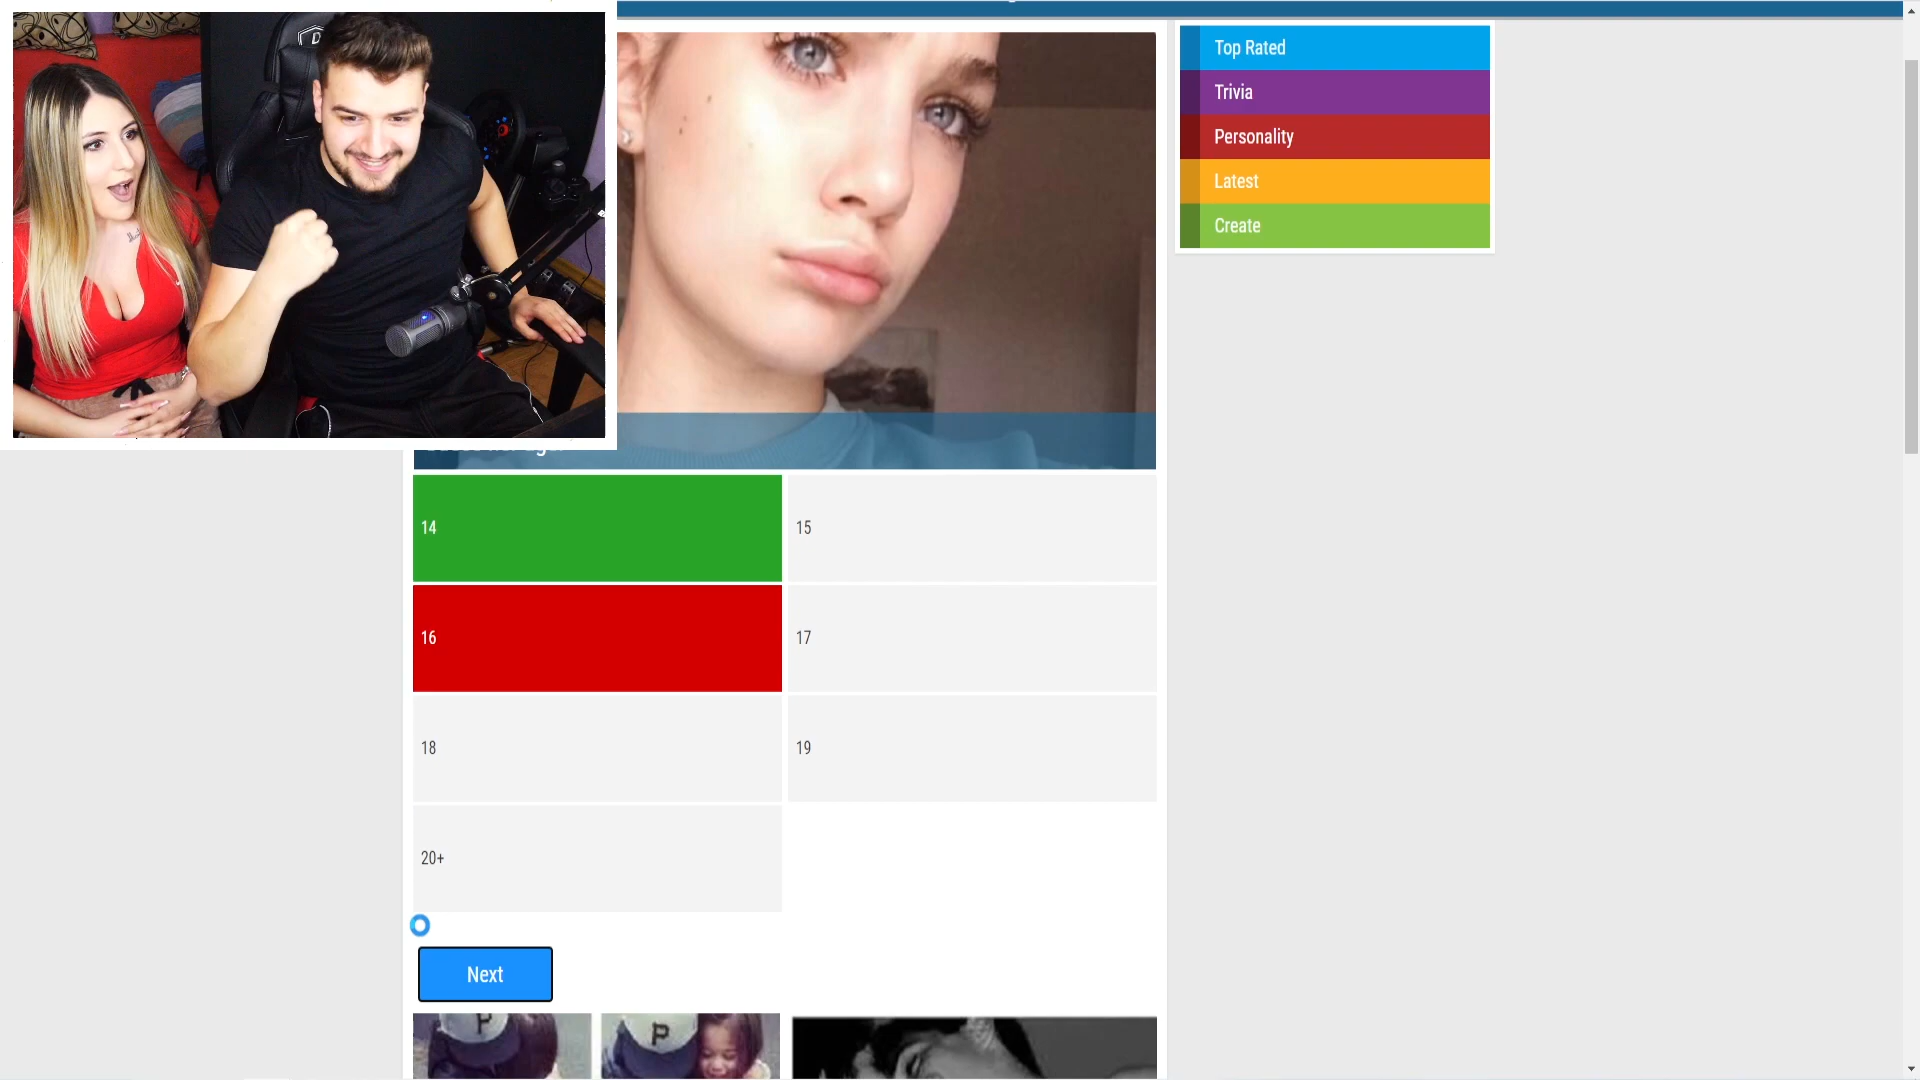 Top Rated
Trivia
Personality
Latest
Create
14
15
16
17
18
19
20+
Next
P
P